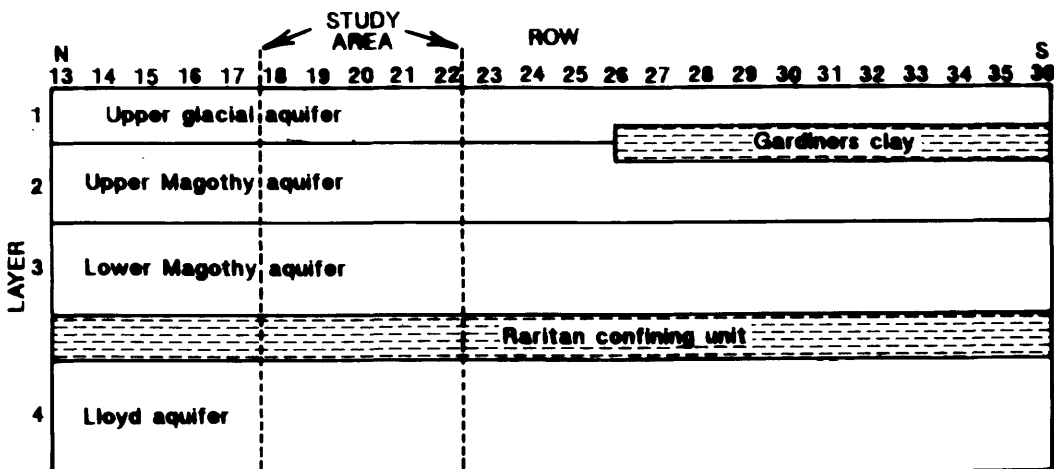 STUDY
AREA
ROW
N
S
13 14 15 16 17 18 19 20 21 22 23 24 25 26 27 28 29 30 31 32 33 34 35 36
1
Upper glacial aquifer
Gardiners clay
2
Upper Magothy aquifer
LAYER
3
Lower Magothy aquifer
Raritan confining unit
4
Lloyd aquifer